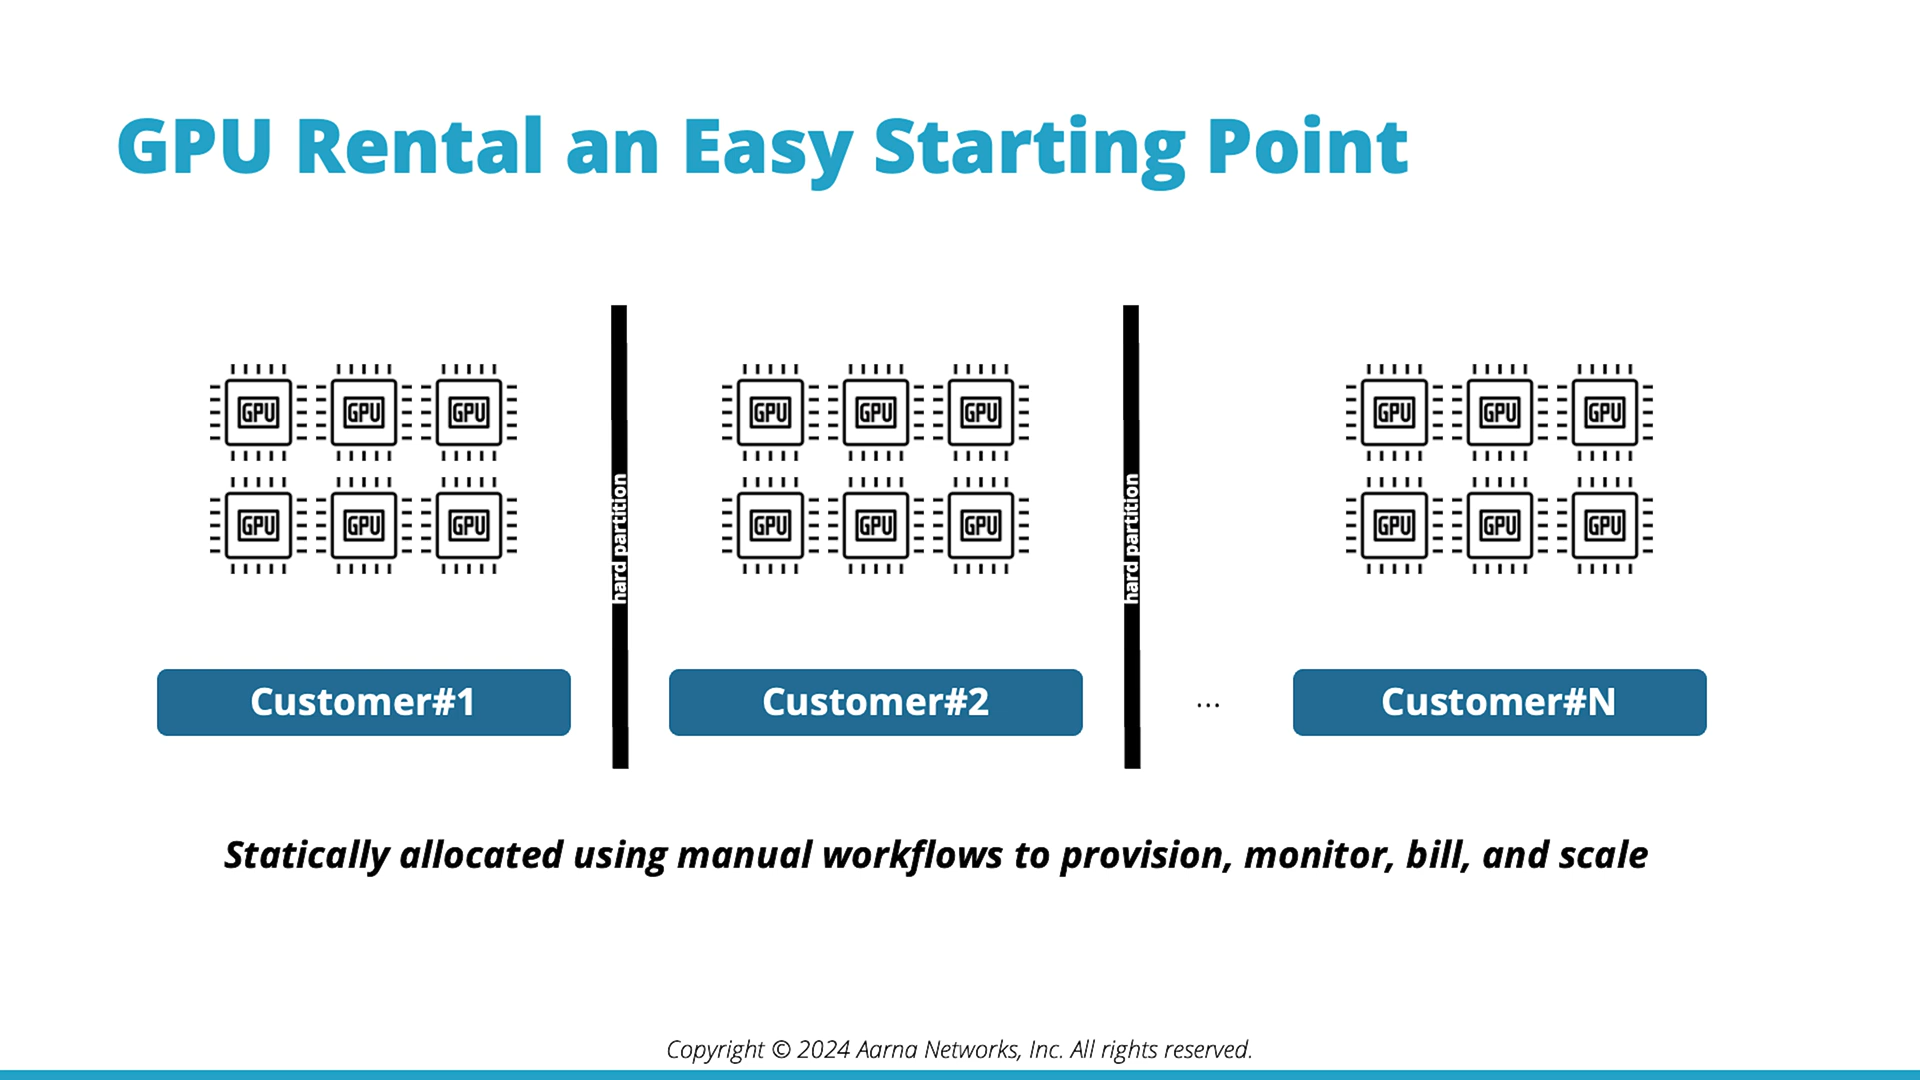 GPU Rental an Easy Starting Point
GPU GPU GPU
GPU GPU GPU
hard partition
GPU GPU GPU
GPU GPU GPU
hard partition
GPU GPU GPU
GPU GPU GPU
Customer#1
Customer#2
...
Customer#N
Statically allocated using manual workflows to provision, monitor, bill, and scale
Copyright © 2024 Aarna Networks, Inc. All rights reserved.